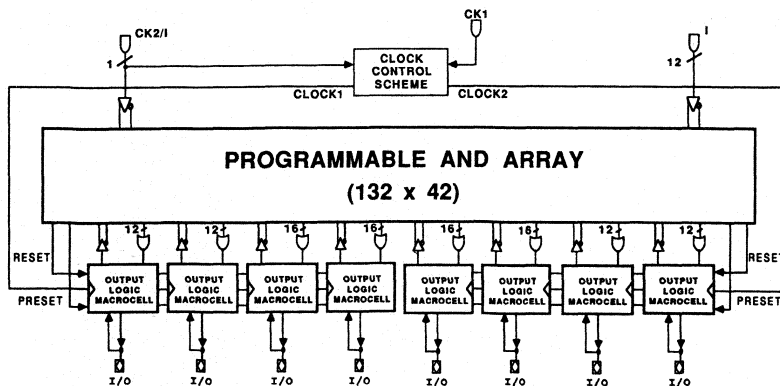 CK2/I
CK1
I
1
CLOCK
CONTROL
SCHEME
12
CLOCK1
CLOCK2
PROGRAMMABLE AND ARRAY
(132 x 42)
12
12
16
16
16
16
12
12
RESET
RESET
OUTPUT
LOGIC
MACROCELL
OUTPUT
LOGIC
MACROCELL
OUTPUT
LOGIC
MACROCELL
OUTPUT
LOGIC
MACROCELL
OUTPUT
LOGIC
MACROCELL
OUTPUT
LOGIC
MACROCELL
OUTPUT
LOGIC
MACROCELL
OUTPUT
LOGIC
MACROCELL
PRESET
PRESET
I/O
I/O
I/O
I/O
I/O
I/O
I/O
I/O